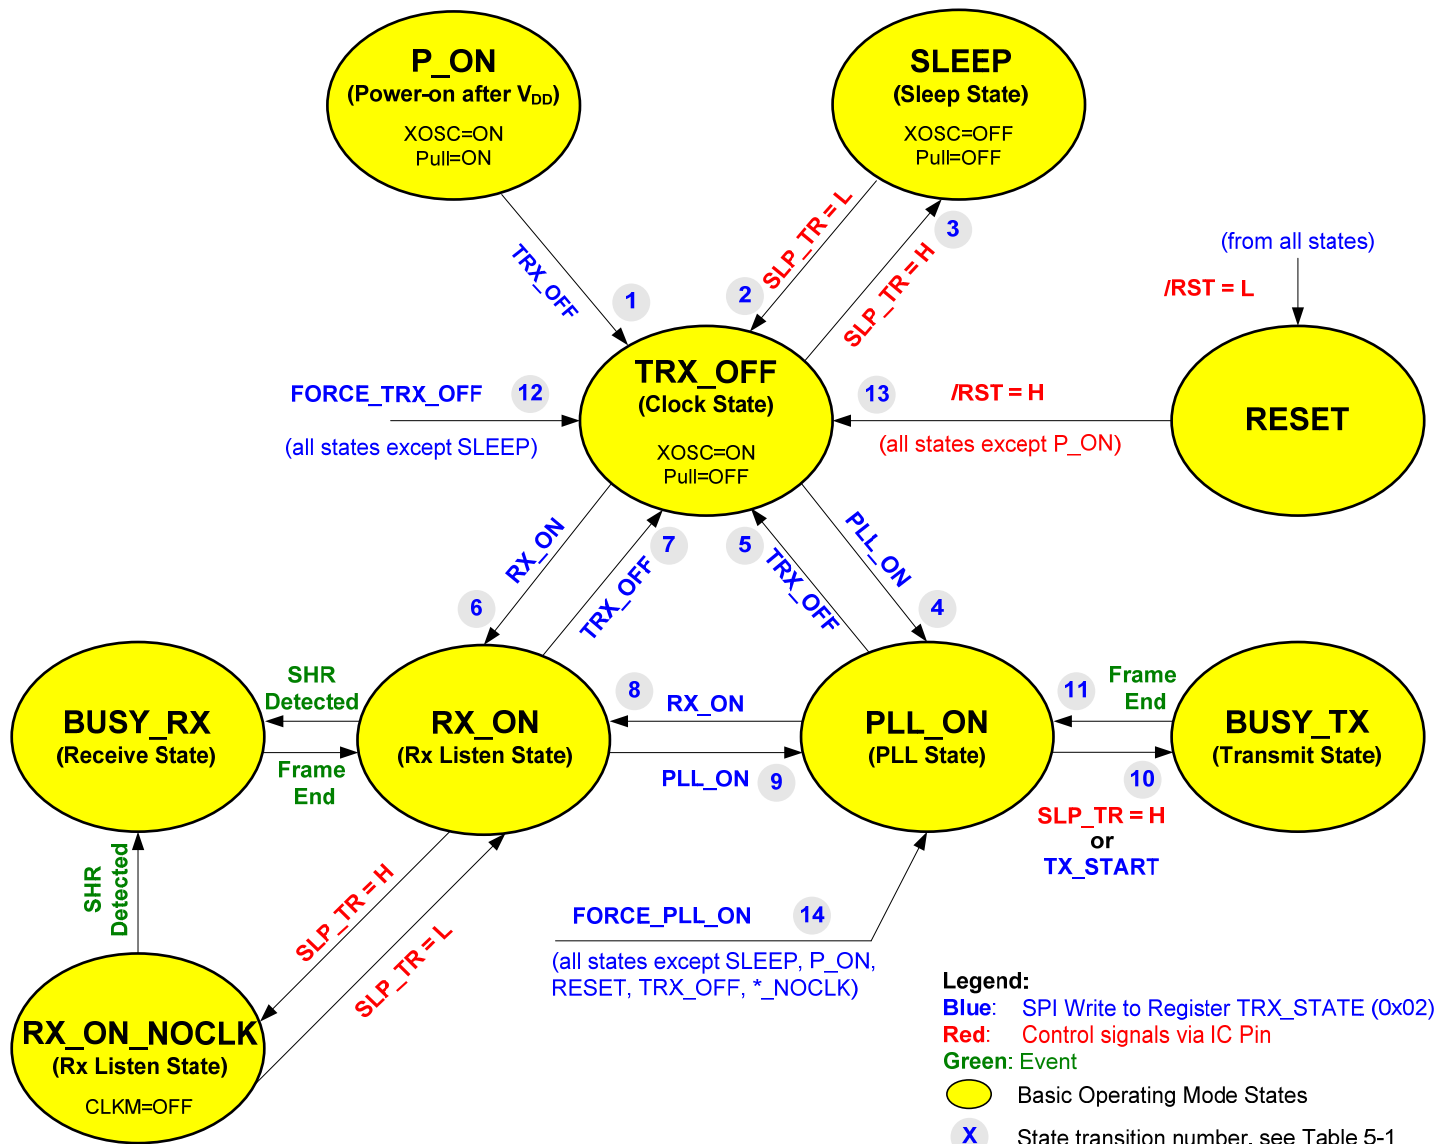 P_ON
(Power-on after VDD)
XOSC=ON
Pull=ON
SLEEP
(Sleep State)
XOSC=OFF
Pull=OFF
TRX_OFF
1
2
SLP_TR = L
SLP_TR = H
3
(from all states)
/RST = L
FORCE_TRX_OFF 12
(all states except SLEEP)
TRX_OFF
(Clock State)
XOSC=ON
Pull=OFF
13 /RST = H
(all states except P_ON)
RESET
RX_ON
6
7
TRX_OFF
5
TRX_OFF
PLL_ON
4
BUSY_RX
(Receive State)
SHR
Detected
Frame
End
RX_ON
(Rx Listen State)
8
RX_ON
PLL_ON 9
PLL_ON
(PLL State)
11
Frame
End
10
SLP_TR = H
or
TX_START
BUSY_TX
(Transmit State)
SHR
Detected
SLP_TR = H
SLP_TR = L
FORCE_PLL_ON 14
(all states except SLEEP, P_ON,
RESET, TRX_OFF, *_NOCLK)
RX_ON_NOCLK
(Rx Listen State)
CLKM=OFF
Legend:
Blue: SPI Write to Register TRX_STATE (0x02)
Red: Control signals via IC Pin
Green: Event
Basic Operating Mode States
X State transition number, see Table 5-1